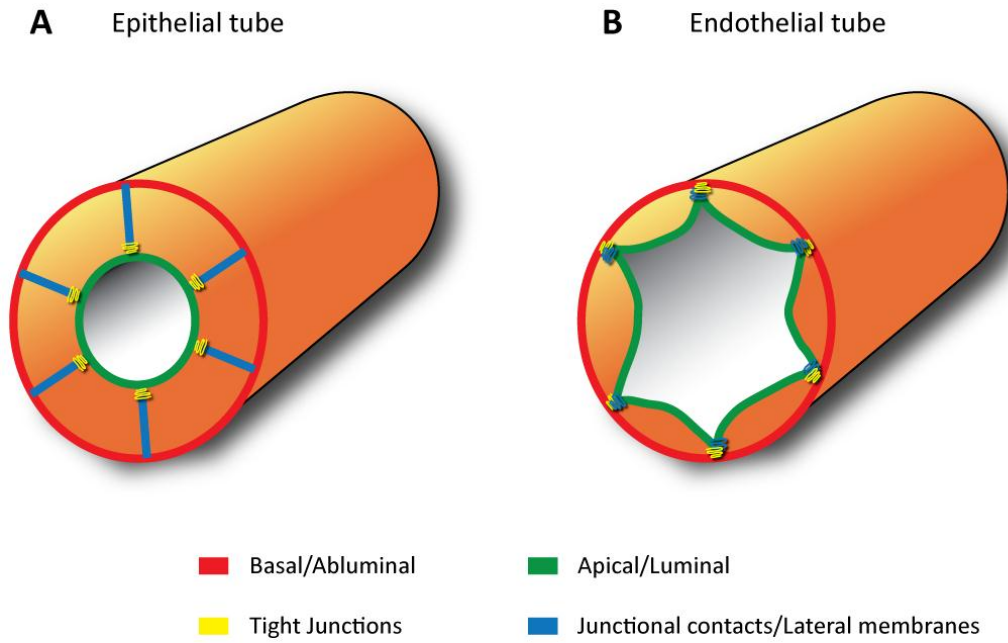 A Epithelial tube
B Endothelial tube
Basal/Abluminal
Apical/Luminal
Tight Junctions
Junctional contacts/Lateral membranes